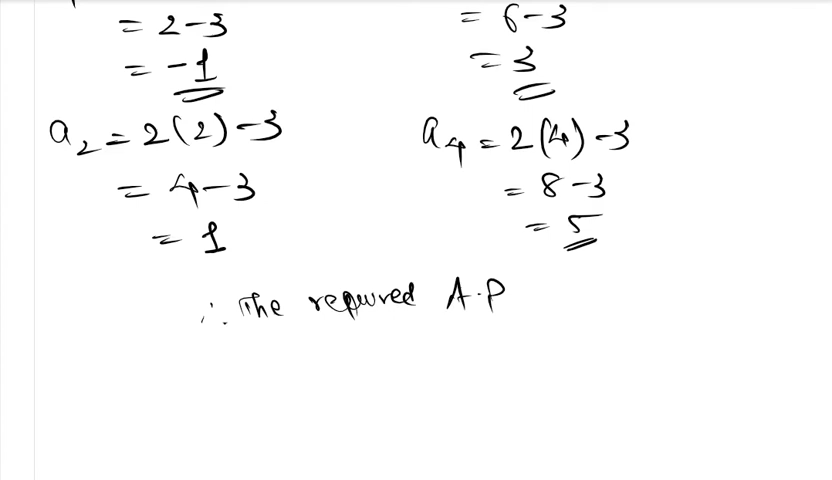 = 2-3
= -1
a₂ = 2(2)-3
= 4-3
= 1
= 6-3
= 3
a₄ = 2(4)-3
= 8-3
= 5
∴ The required A.P